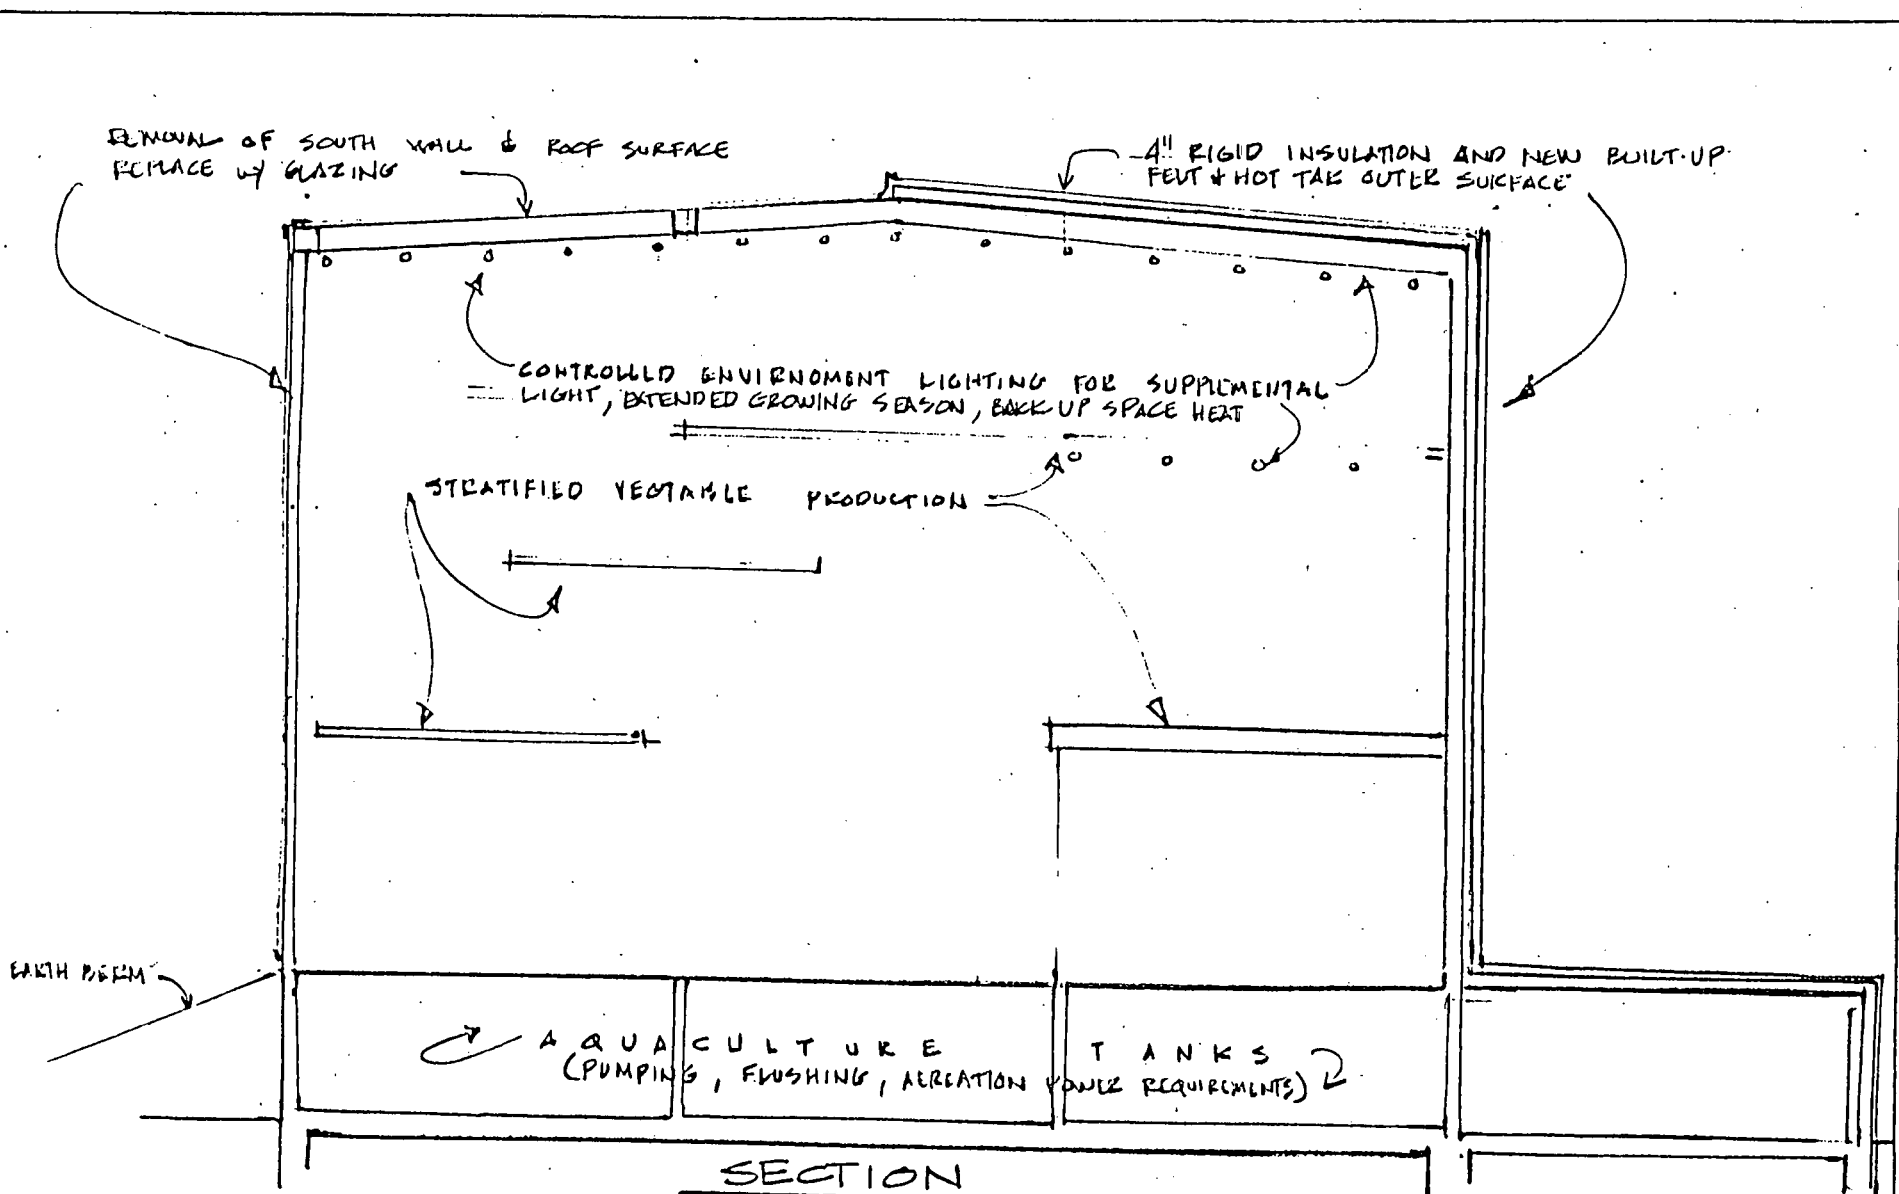 REMOVAL OF SOUTH WALL & ROOF SURFACE
REPLACE W/ GLAZING
4" RIGID INSULATION AND NEW BUILT-UP
FELT & HOT TAR OUTER SURFACE
CONTROLLED ENVIRNOMENT LIGHTING FOR SUPPLEMENTAL
LIGHT, EXTENDED GROWING SEASON, BACK-UP SPACE HEAT
STRATIFIED VEGTABLE PRODUCTION
EARTH BERM
AQUACULTURE TANKS
(PUMPING, FLUSHING, AEREATION POWER REQUIREMENTS)
SECTION